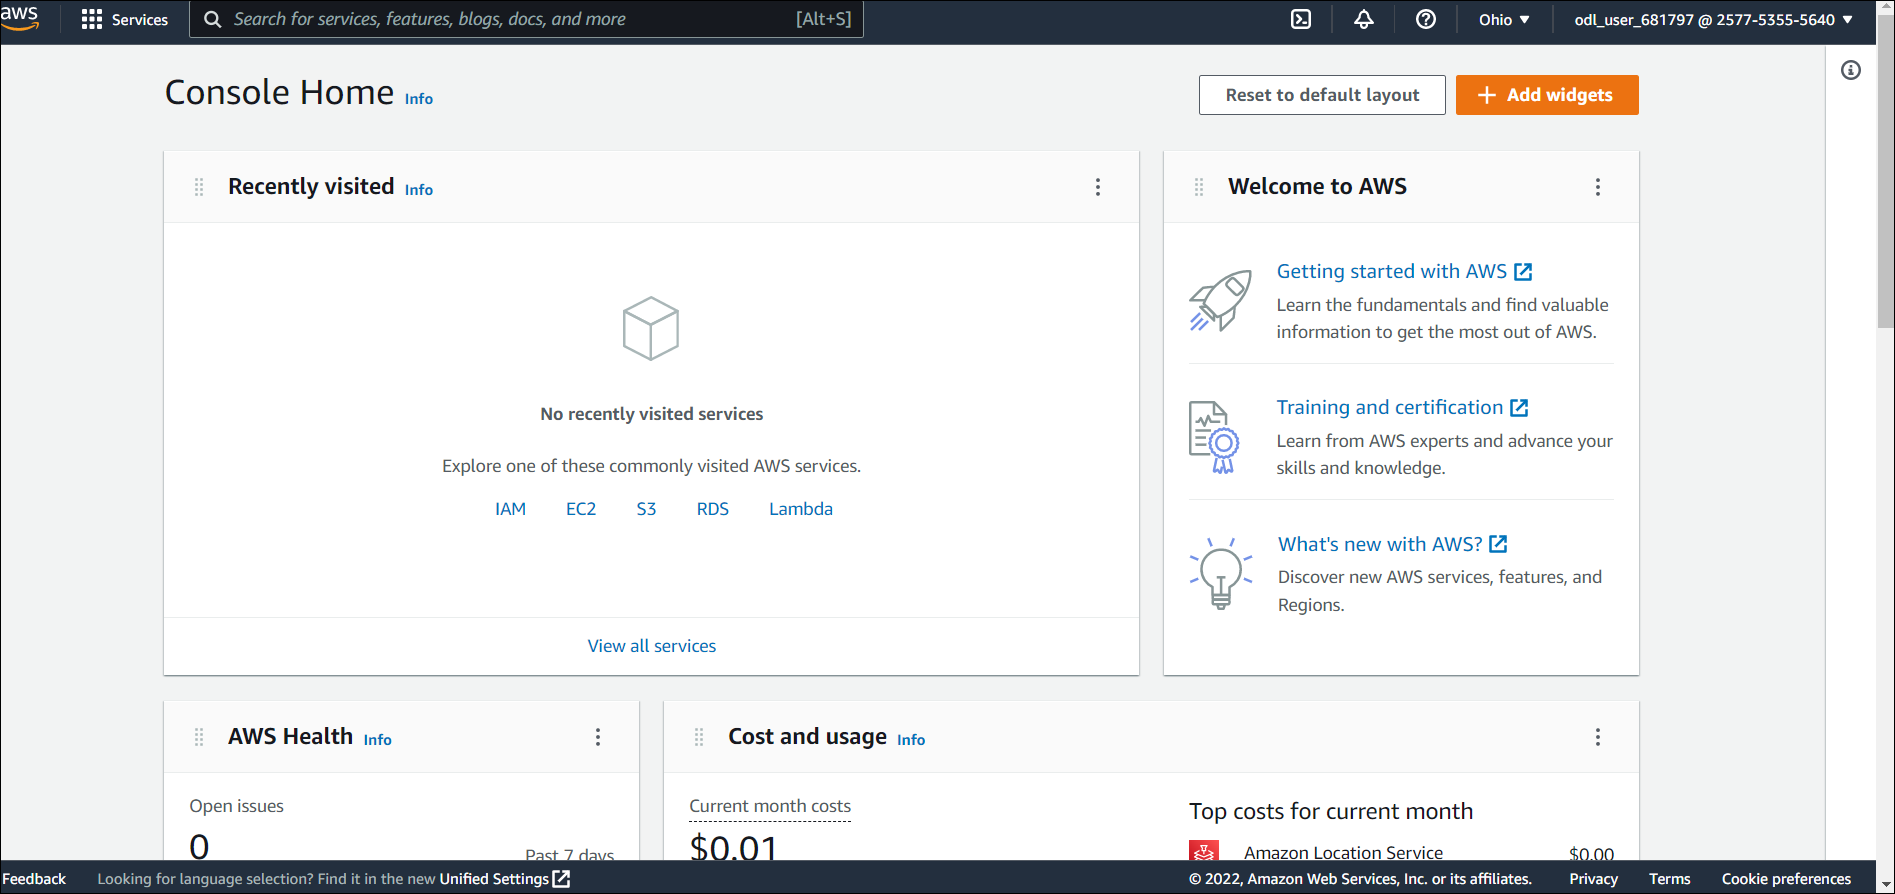 aws
Services
Search for services, features, blogs, docs, and more [Alt+S]
Ohio
odl_user_681797 @ 2577-5355-5640
Console Home Info
Reset to default layout
+ Add widgets
Recently visited Info
No recently visited services
Explore one of these commonly visited AWS services.
IAM EC2 S3 RDS Lambda
View all services
Welcome to AWS
Getting started with AWS
Learn the fundamentals and find valuable
information to get the most out of AWS.
Training and certification
Learn from AWS experts and advance your
skills and knowledge.
What's new with AWS?
Discover new AWS services, features, and
Regions.
AWS Health Info
Open issues
0
Past 7 days
Cost and usage Info
Current month costs
$0.01
Top costs for current month
Amazon Location Service $0.00
Feedback
Looking for language selection? Find it in the new Unified Settings
© 2022, Amazon Web Services, Inc. or its affiliates.
Privacy
Terms
Cookie preferences